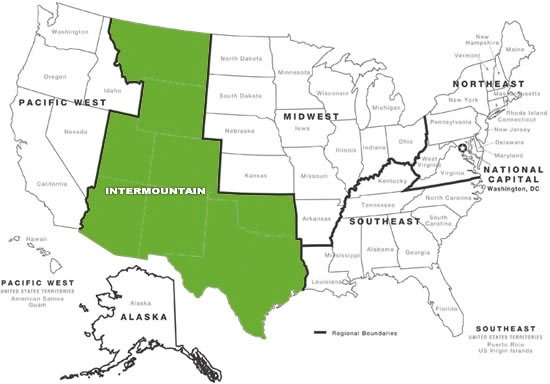 Washington
Oregon
Idaho
PACIFIC WEST
Nevada
California
Hawaii
PACIFIC WEST
UNITED STATES TERRITORIES
American Samoa
Guam
INTERMOUNTAIN
Alaska
ALASKA
North Dakota
South Dakota
Nebraska
Kansas
Minnesota
Iowa
Missouri
Arkansas
Wisconsin
Michigan
Illinois
Indiana
Ohio
MIDWEST
New
Hampshire
Vermont
Maine
NORTHEAST
Massachusetts
New York
Rhode Island
Connecticut
Pennsylvania
New Jersey
Delaware
Maryland
West
Virginia
Virginia
NATIONAL
CAPITAL
Washington, DC
Kentucky
Tennessee
North Carolina
South
Carolina
SOUTHEAST
Mississippi
Alabama
Georgia
Louisiana
Florida
Regional Boundaries
SOUTHEAST
UNITED STATES TERRITORIES
Puerto Rico
US Virgin Islands